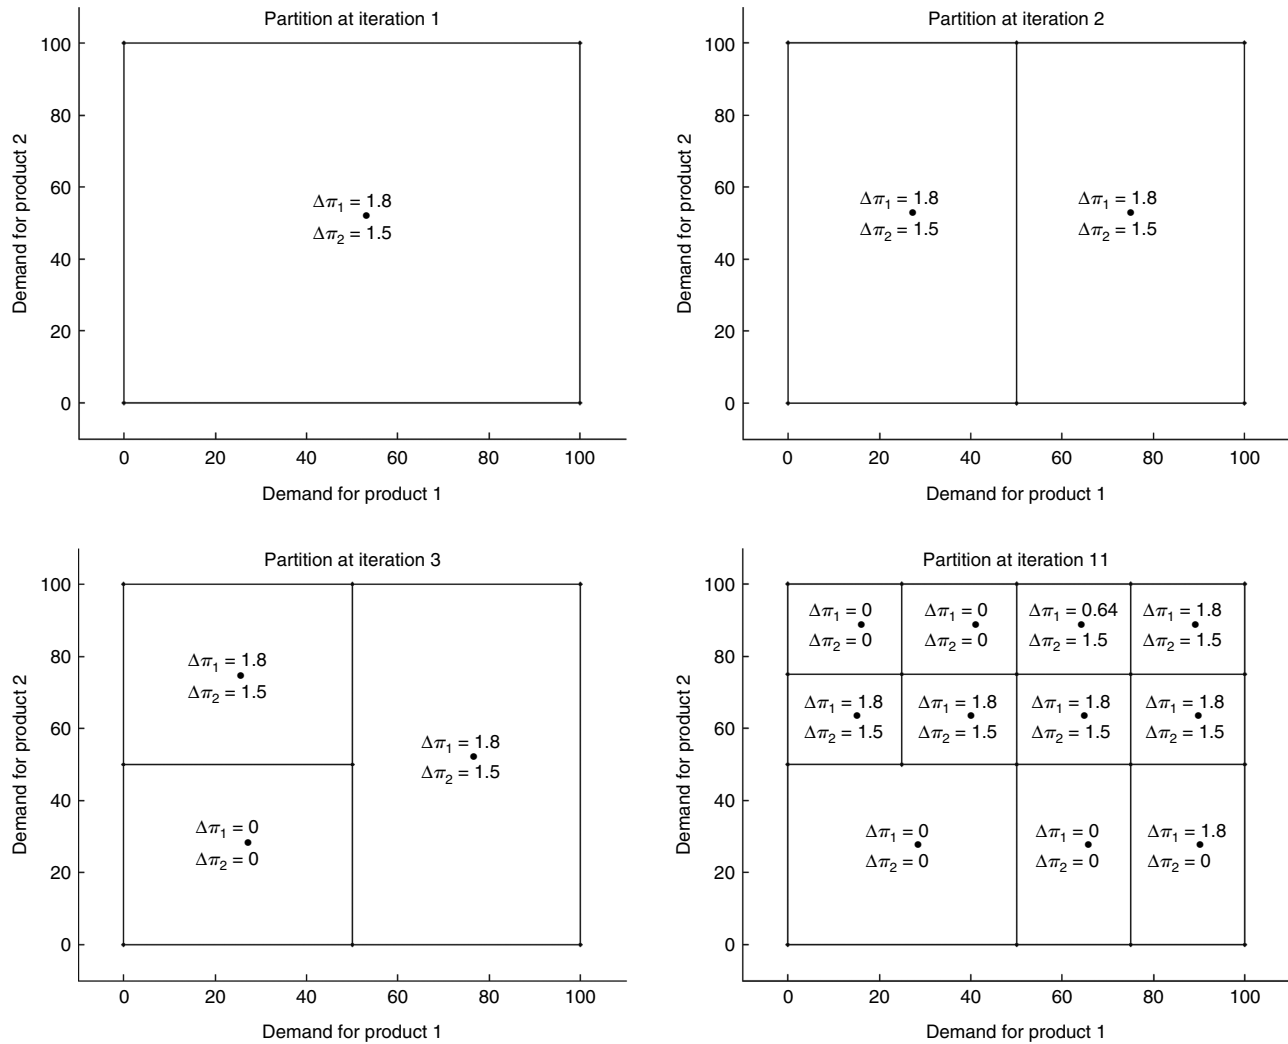 Partition at iteration 1
100
80
60
40
20
0
Demand for product 2
Δπ₁ = 1.8
Δπ₂ = 1.5
0 20 40 60 80 100
Demand for product 1
Partition at iteration 2
100
80
60
40
20
0
Demand for product 2
Δπ₁ = 1.8 Δπ₁ = 1.8
Δπ₂ = 1.5 Δπ₂ = 1.5
0 20 40 60 80 100
Demand for product 1
Partition at iteration 3
100
80
60
40
20
0
Demand for product 2
Δπ₁ = 1.8
Δπ₂ = 1.5
Δπ₁ = 1.8
Δπ₂ = 1.5
Δπ₁ = 0
Δπ₂ = 0
0 20 40 60 80 100
Demand for product 1
Partition at iteration 11
100
80
60
40
20
0
Demand for product 2
Δπ₁ = 0 Δπ₁ = 0 Δπ₁ = 0.64 Δπ₁ = 1.8
Δπ₂ = 0 Δπ₂ = 0 Δπ₂ = 1.5 Δπ₂ = 1.5
Δπ₁ = 1.8 Δπ₁ = 1.8 Δπ₁ = 1.8 Δπ₁ = 1.8
Δπ₂ = 1.5 Δπ₂ = 1.5 Δπ₂ = 1.5 Δπ₂ = 1.5
Δπ₁ = 0 Δπ₁ = 0 Δπ₁ = 1.8
Δπ₂ = 0 Δπ₂ = 0 Δπ₂ = 0
0 20 40 60 80 100
Demand for product 1